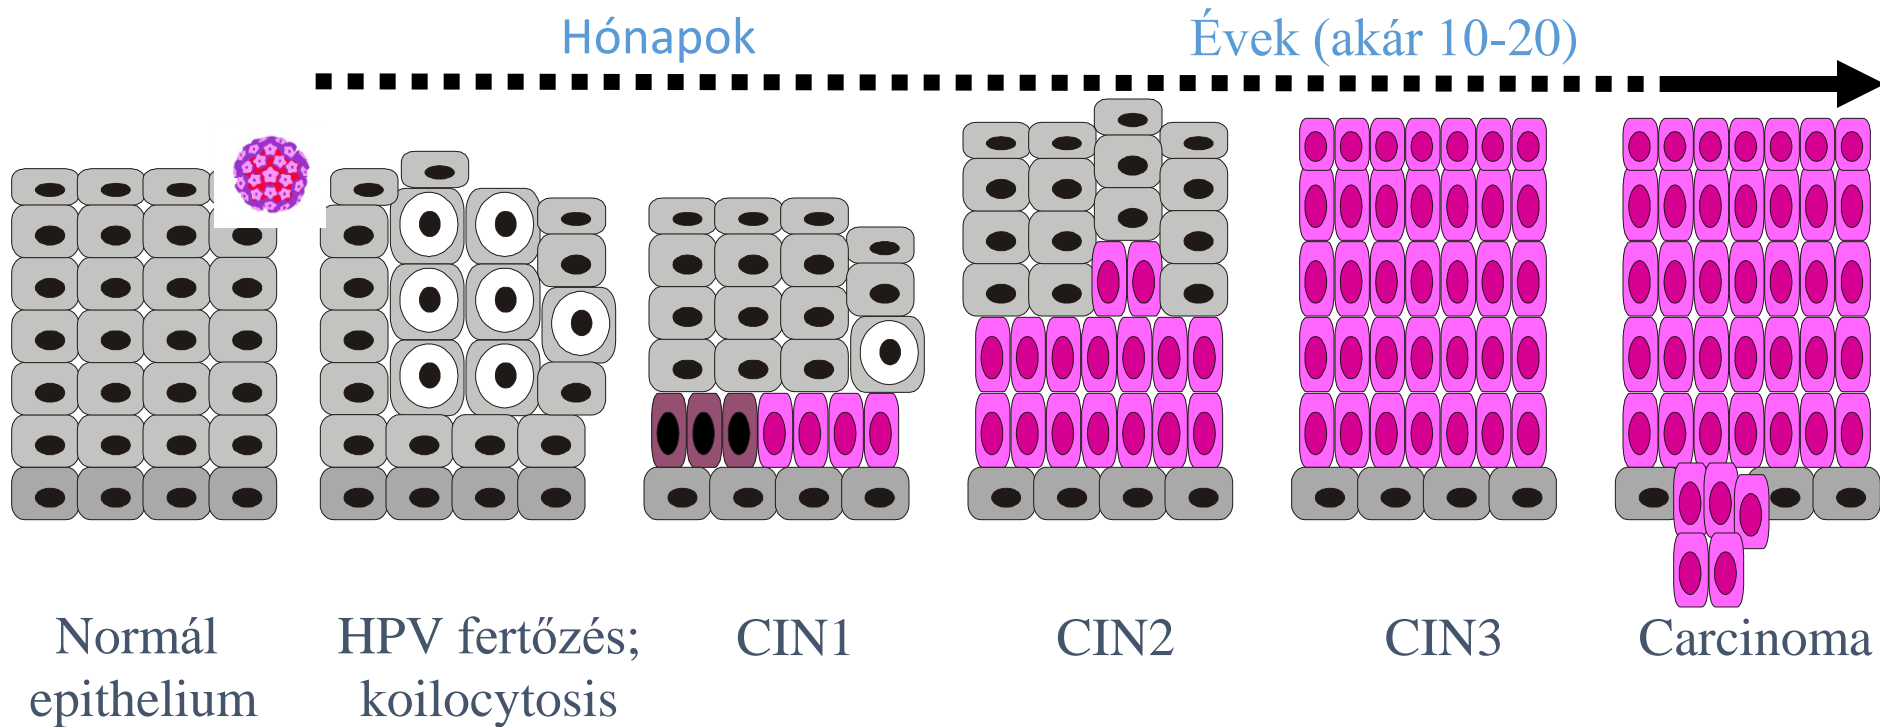 Hónapok
Évek (akár 10-20)
Normál
epithelium
HPV fertőzés;
koilocytosis
CIN1
CIN2
CIN3
Carcinoma